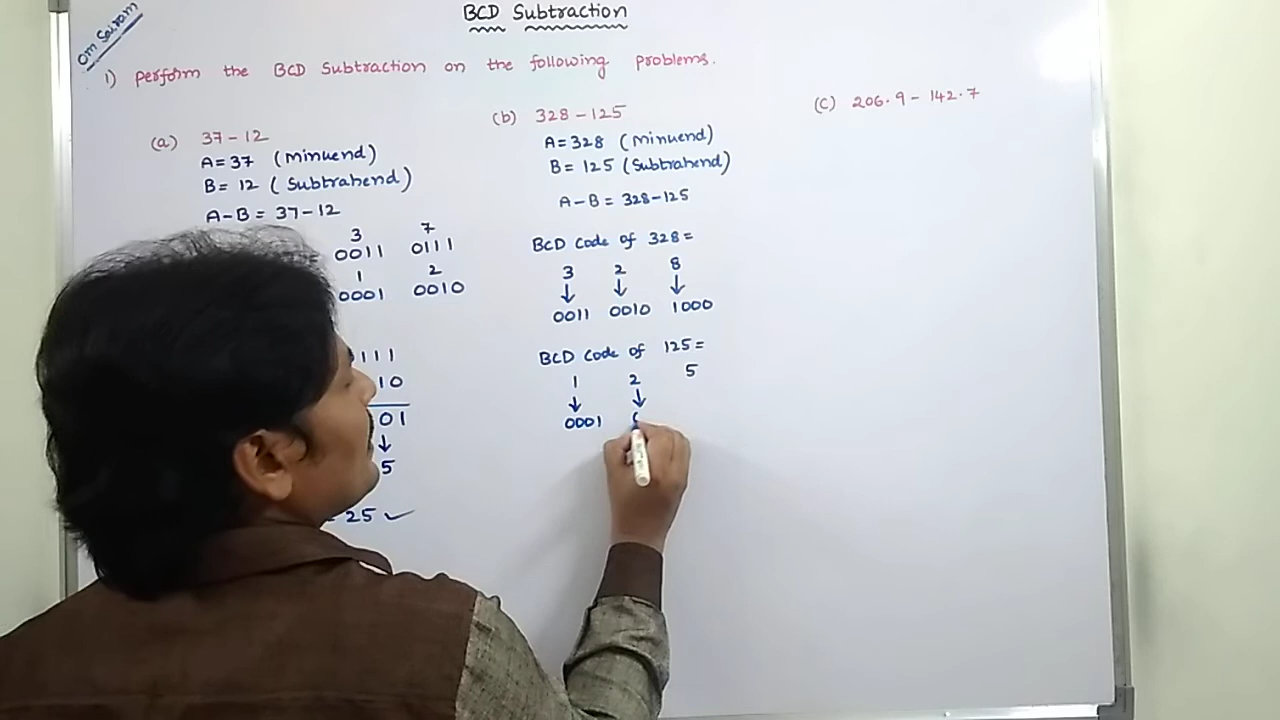 Om Sairam
BCD Subtraction
1) perform the BCD Subtraction on the following problems.
(a) 37-12
A=37 (Minuend)
B= 12 (Subtrahend)
A-B = 37-12
3 7
0011 0111
1 2
0001 0010
111
10
01
↓
5
25 ✓
(b) 328-125
A=328 (Minuend)
B= 125 (Subtrahend)
A-B = 328-125
BCD Code of 328=
3 2 8
↓ ↓ ↓
0011 0010 1000
BCD Code of 125=
1 2 5
↓ ↓
0001
(C) 206.9-142.7